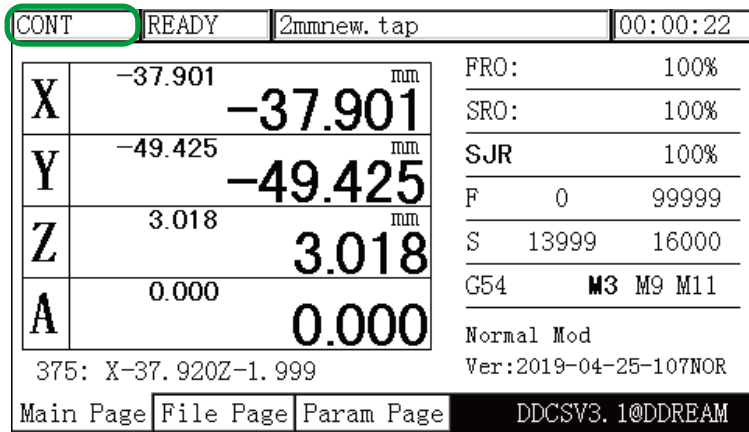 CONT READY 2mmnew.tap 00:00:22
X -37.901 mm -37.901
Y -49.425 mm -49.425
Z 3.018 mm 3.018
A 0.000 0.000
375: X-37.920Z-1.999
FRO: 100%
SRO: 100%
SJR 100%
F 0 99999
S 13999 16000
G54 M3 M9 M11
Normal Mod
Ver:2019-04-25-107NOR
Main Page File Page Param Page DDCSV3.1@DDREAM